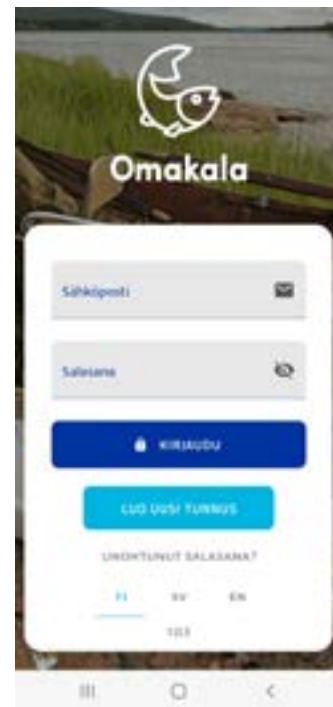 Omakala
Sähköposti
Salasana
KIRJAUDU
LUO UUSI TUNNUS
UNOHTUNUT SALASANA?
FI SV EN